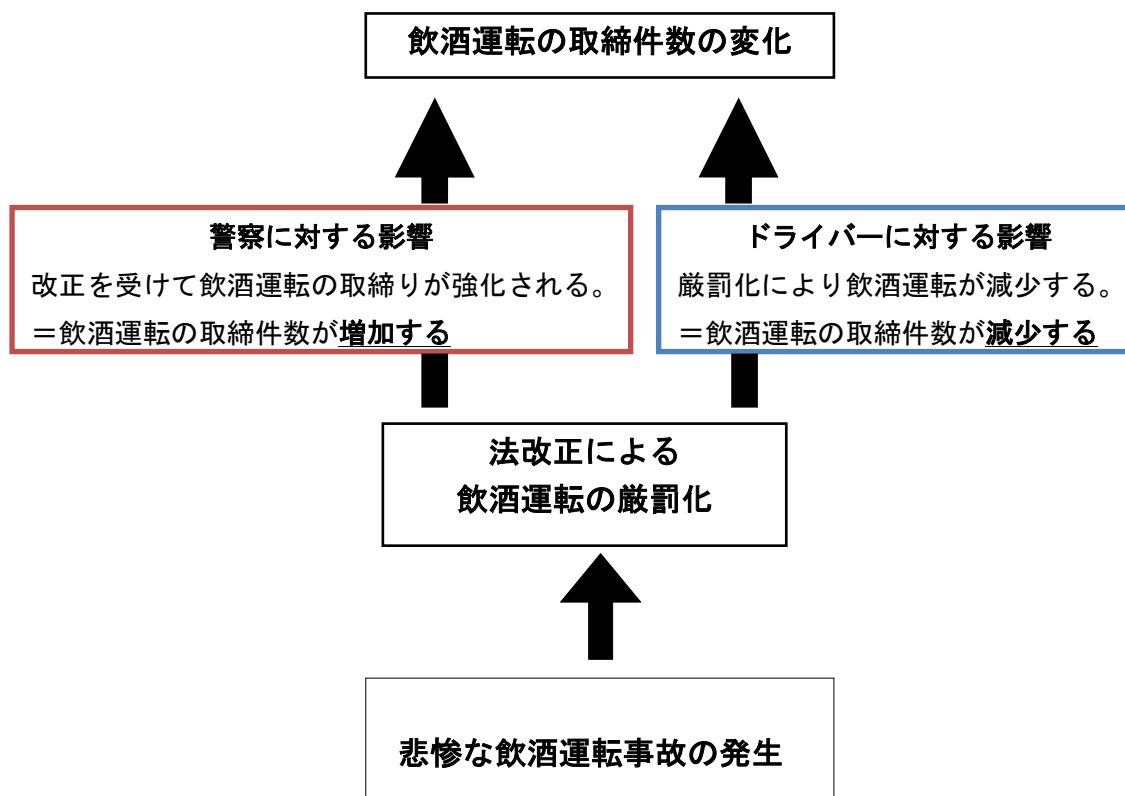 飲酒運転の取締件数の変化
警察に対する影響
改正を受けて飲酒運転の取締りが強化される。
＝飲酒運転の取締件数が増加する
ドライバーに対する影響
厳罰化により飲酒運転が減少する。
＝飲酒運転の取締件数が減少する
法改正による
飲酒運転の厳罰化
悲惨な飲酒運転事故の発生